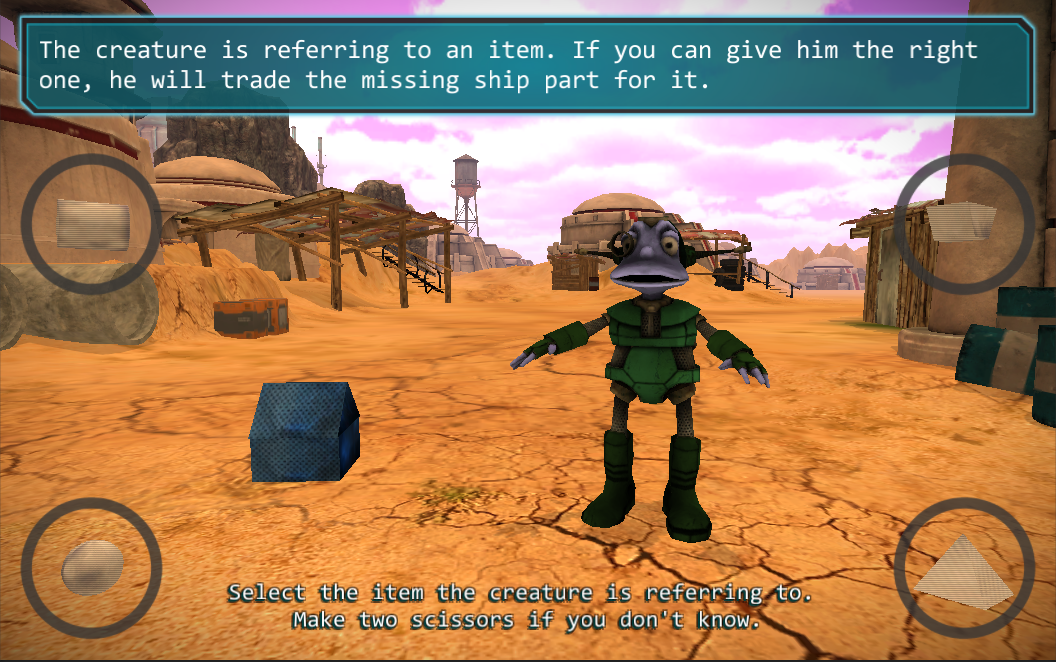 The creature is referring to an item. If you can give him the right
one, he will trade the missing ship part for it.
Select the item the creature is referring to.
Make two scissors if you don't know.